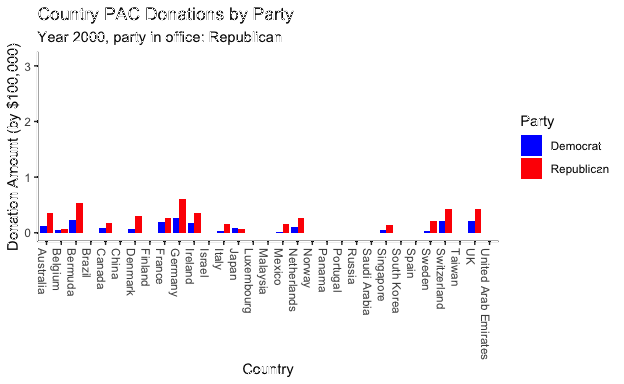 Country PAC Donations by Party
Year 2000, party in office: Republican
Donation Amount (by $100,000)
3
2
1
0
Australia
Belgium
Bermuda
Brazil
Canada
China
Denmark
Finland
France
Germany
Ireland
Israel
Italy
Japan
Luxembourg
Malaysia
Mexico
Netherlands
Norway
Panama
Portugal
Russia
Saudi Arabia
Singapore
South Korea
Spain
Sweden
Switzerland
Taiwan
UK
United Arab Emirates
Country
Party
Democrat
Republican